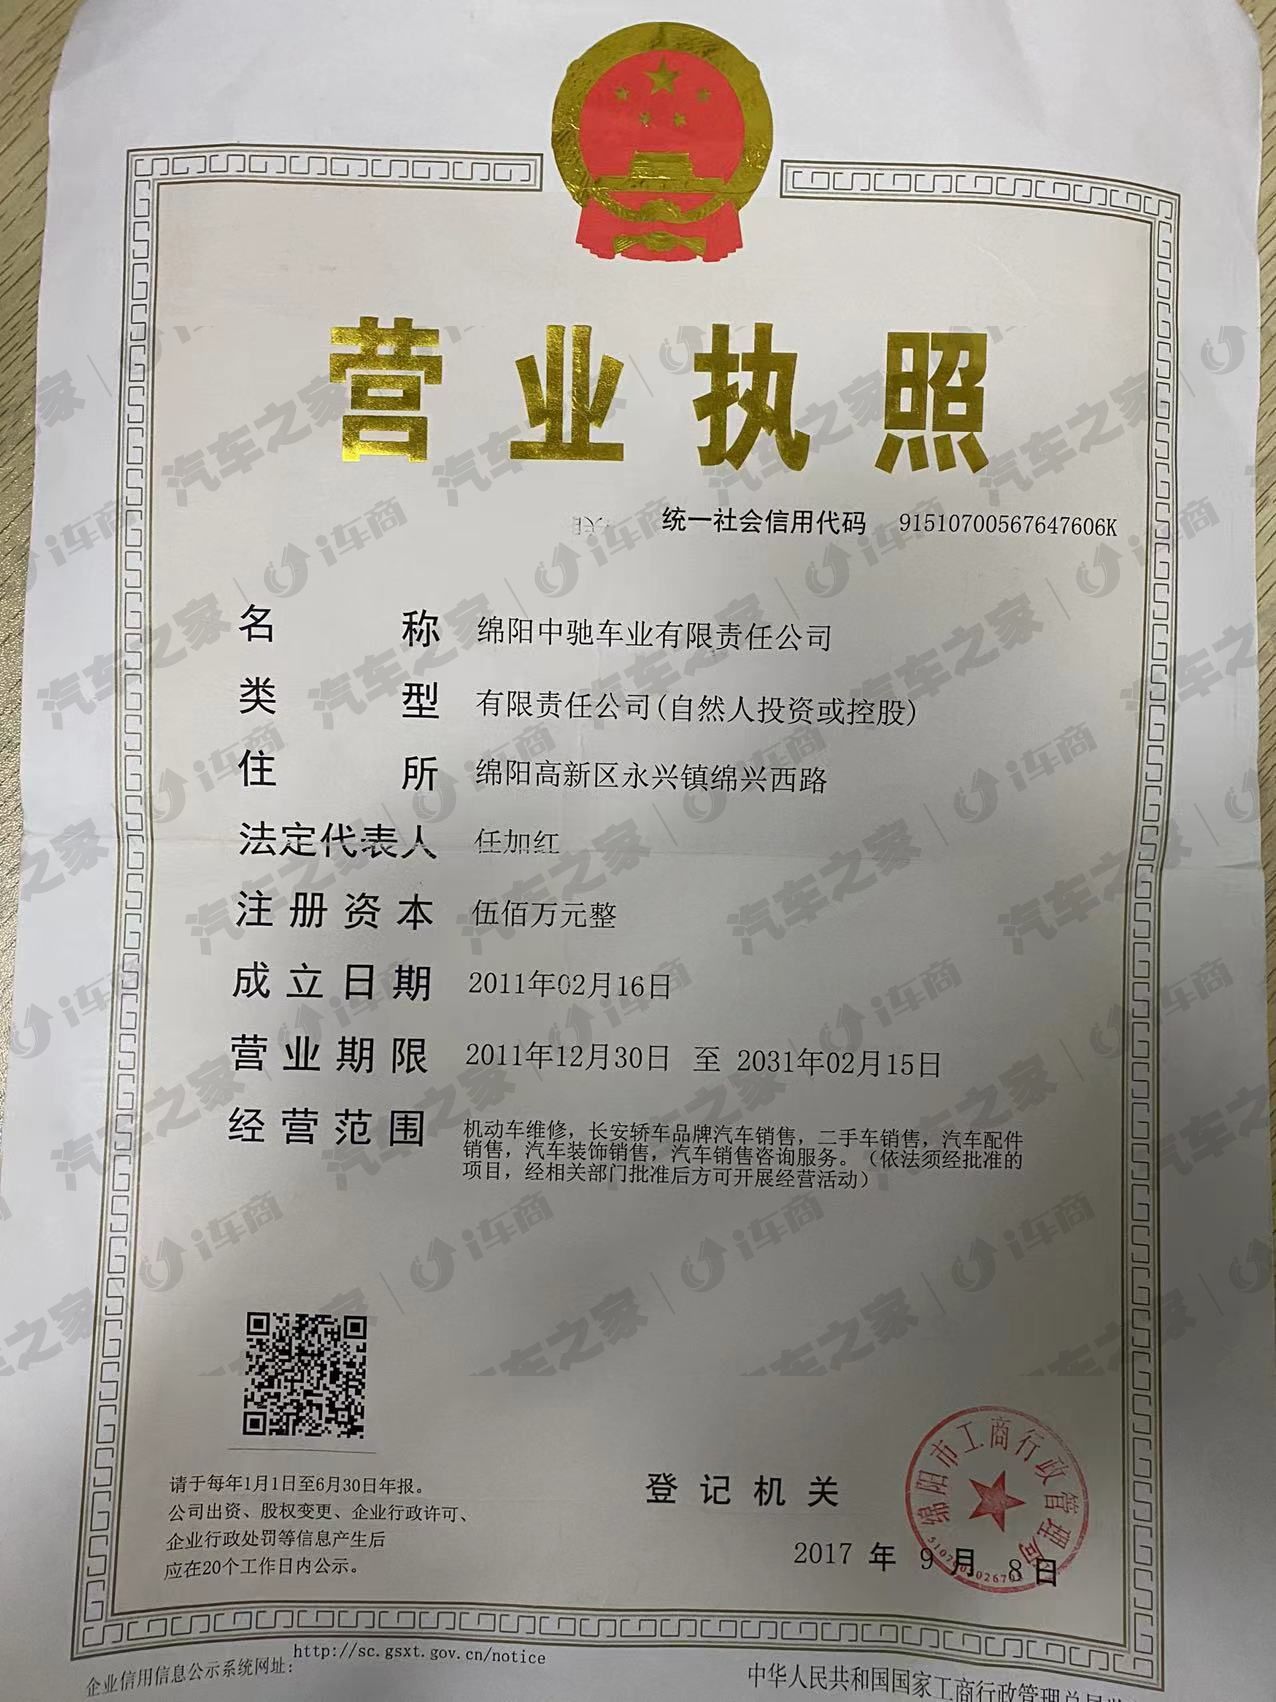 营业执照
统一社会信用代码 91510700567647606K
名称 绵阳中驰车业有限责任公司
类型 有限责任公司(自然人投资或控股)
住所 绵阳高新区永兴镇绵兴西路
法定代表人 任加红
注册资本 伍佰万元整
成立日期 2011年02月16日
营业期限 2011年12月30日 至 2031年02月15日
经营范围 机动车维修，长安轿车品牌汽车销售，二手车销售，汽车配件
销售，汽车装饰销售，汽车销售咨询服务。（依法须经批准的
项目，经相关部门批准后方可开展经营活动）
请于每年1月1日至6月30日年报。
公司出资、股权变更、企业行政许可、
企业行政处罚等信息产生后
应在20个工作日内公示。
登记机关
绵阳市工商行政管理局
2017 年 9 月 8 日
企业信用信息公示系统网址：http://sc.gsxt.gov.cn/notice
中华人民共和国国家工商行政管理总局
汽车之家 | i车商